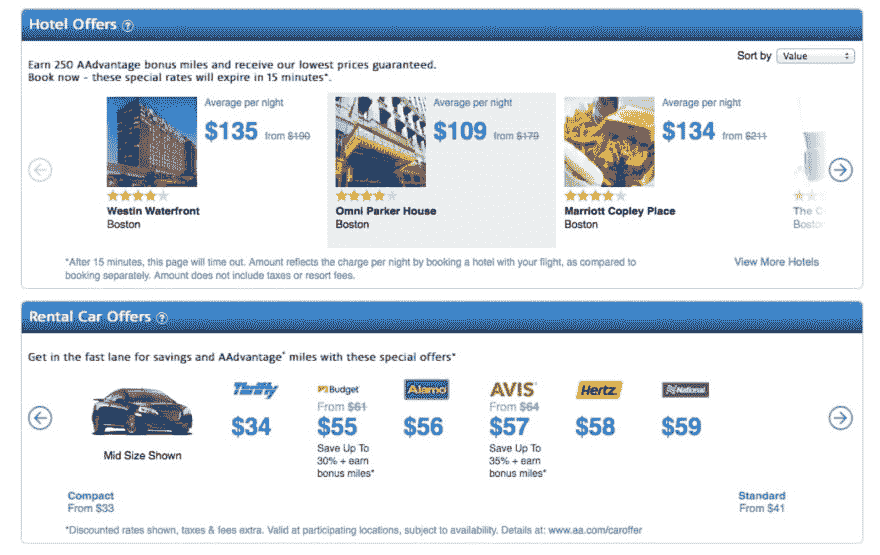 Hotel Offers ?
Earn 250 AAdvantage bonus miles and receive our lowest prices guaranteed.
Book now - these special rates will expire in 15 minutes*.
Sort by Value
Average per night
$135 from $190
Westin Waterfront
Boston
Average per night
$109 from $179
Omni Parker House
Boston
Average per night
$134 from $211
Marriott Copley Place
Boston
The
Boston
*After 15 minutes, this page will time out. Amount reflects the charge per night by booking a hotel with your flight, as compared to
booking separately. Amount does not include taxes or resort fees.
View More Hotels
Rental Car Offers ?
Get in the fast lane for savings and AAdvantage* miles with these special offers*
Mid Size Shown
Thrifty
$34
Budget
From $61
$55
Save Up To
30% + earn
bonus miles*
Alamo
$56
AVIS
From $64
$57
Save Up To
35% + earn
bonus miles*
Hertz
$58
National
$59
Compact
From $33
Standard
From $41
*Discounted rates shown, taxes & fees extra. Valid at participating locations, subject to availability. Details at: www.aa.com/caroffer